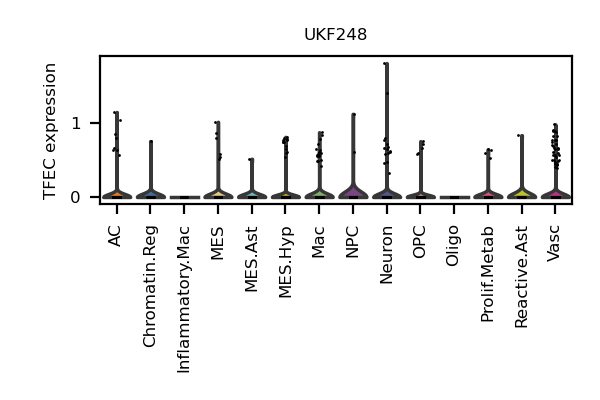 UKF248
TFEC expression
1
0
AC
Chromatin.Reg
Inflammatory.Mac
MES
MES.Ast
MES.Hyp
Mac
NPC
Neuron
OPC
Oligo
Prolif.Metab
Reactive.Ast
Vasc